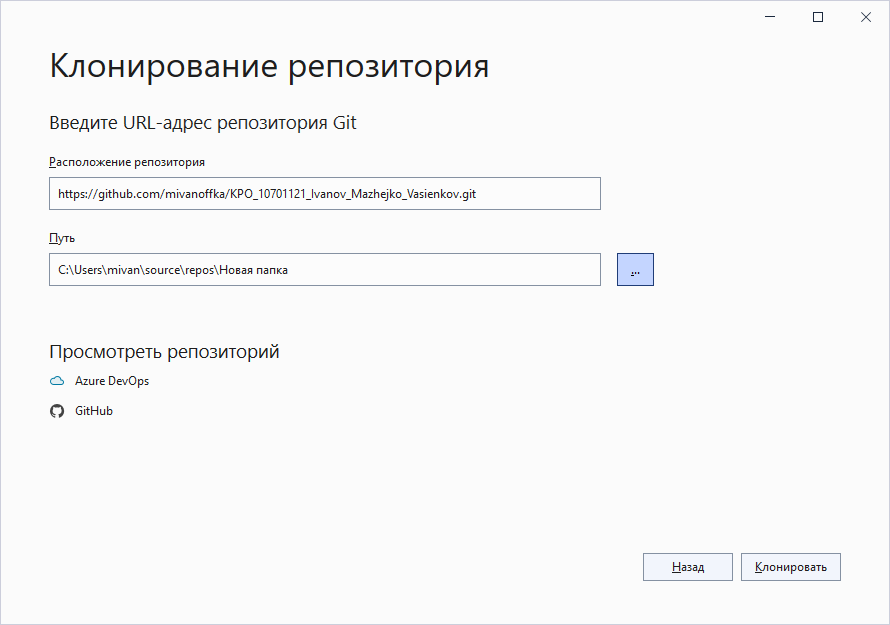 Клонирование репозитория
Введите URL-адрес репозитория Git
Расположение репозитория
https://github.com/mivanoffka/KPO_10701121_Ivanov_Mazhejko_Vasienkov.git
Путь
C:\Users\mivan\source\repos\Новая папка
...
Просмотреть репозиторий
Azure DevOps
GitHub
Назад
Клонировать